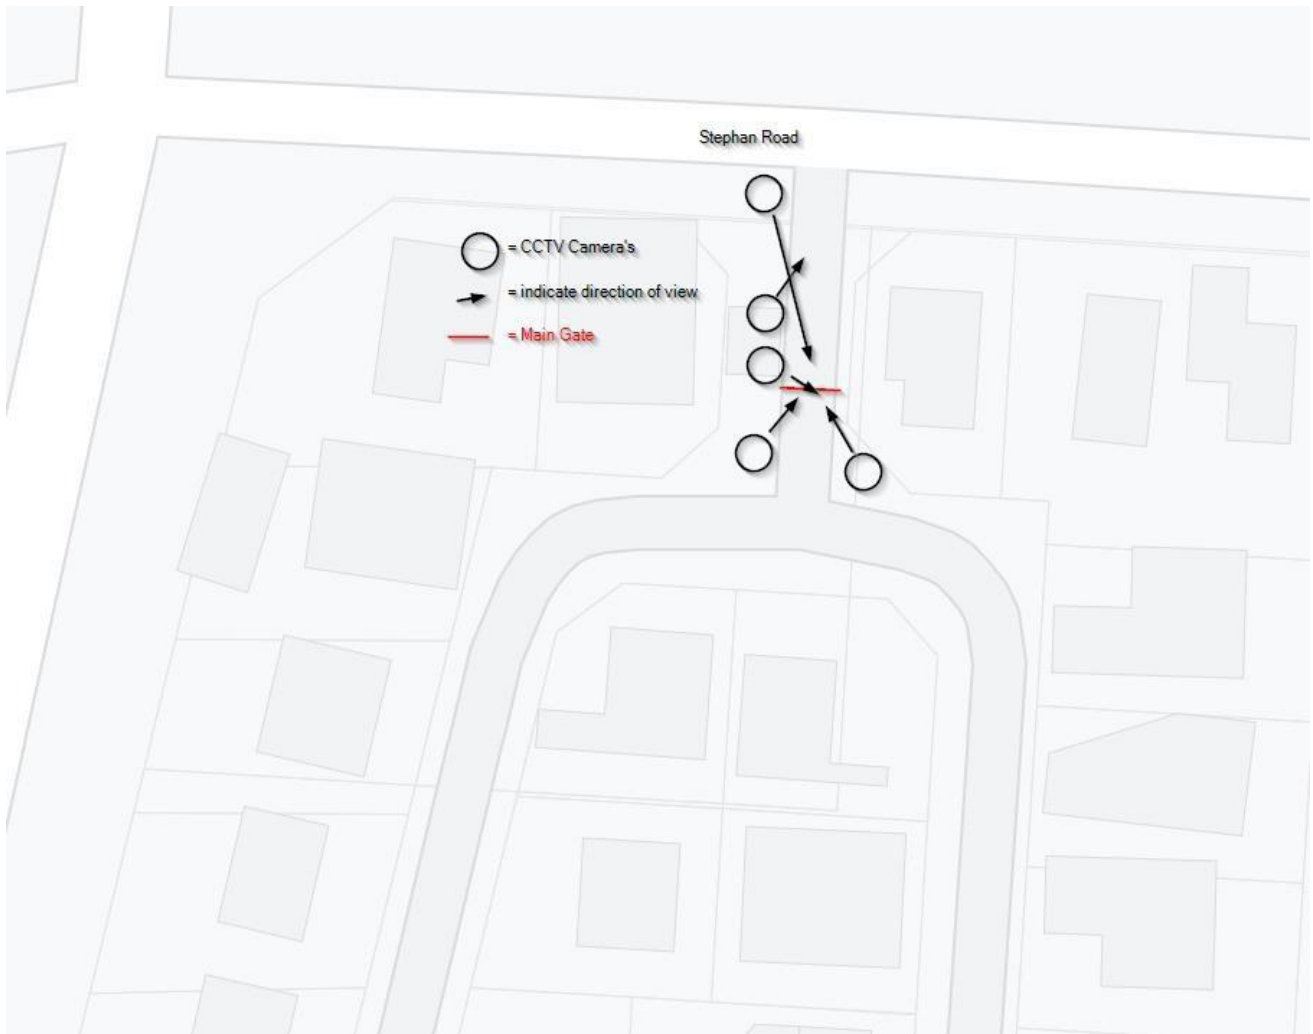 Stephan Road
= CCTV Camera's
= indicate direction of view
= Main Gate